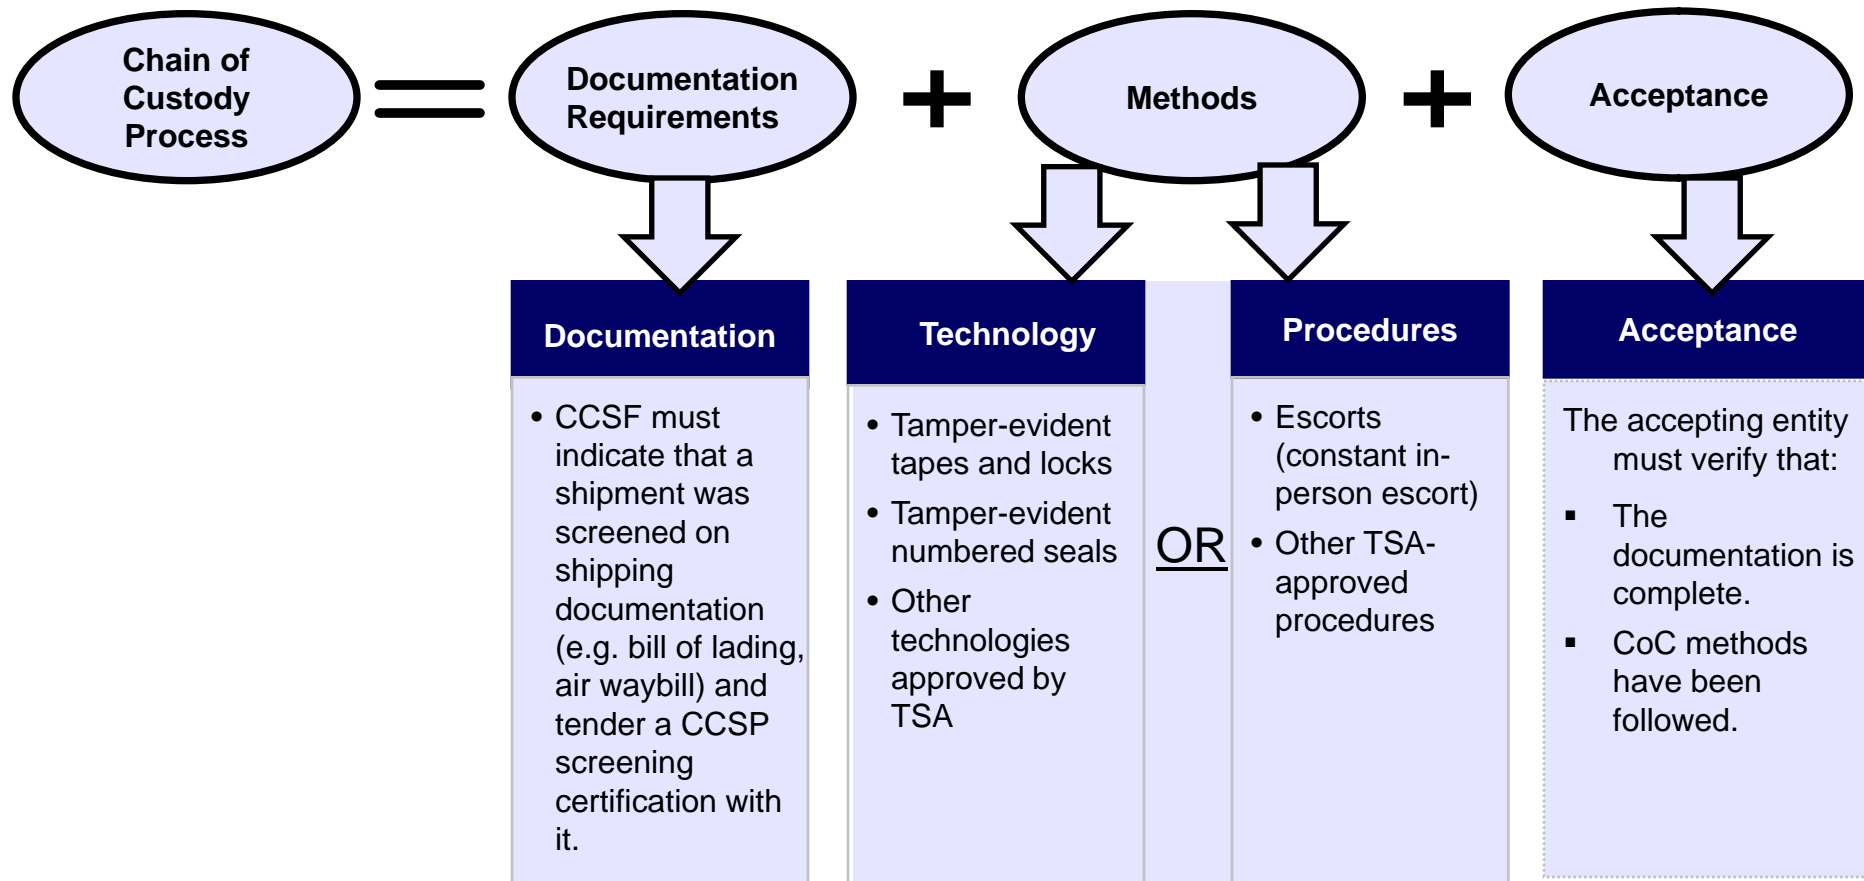 Chain of
Custody
Process
Documentation
Requirements
Methods
Acceptance
Documentation
• CCSF must
indicate that a
shipment was
screened on
shipping
documentation
(e.g. bill of lading,
air waybill) and
tender a CCSP
screening
certification with
it.
Technology
• Tamper-evident
tapes and locks
• Tamper-evident
numbered seals
• Other
technologies
approved by
TSA
OR
Procedures
• Escorts
(constant in-
person escort)
• Other TSA-
approved
procedures
Acceptance
The accepting entity
must verify that:
▪ The
documentation is
complete.
▪ CoC methods
have been
followed.